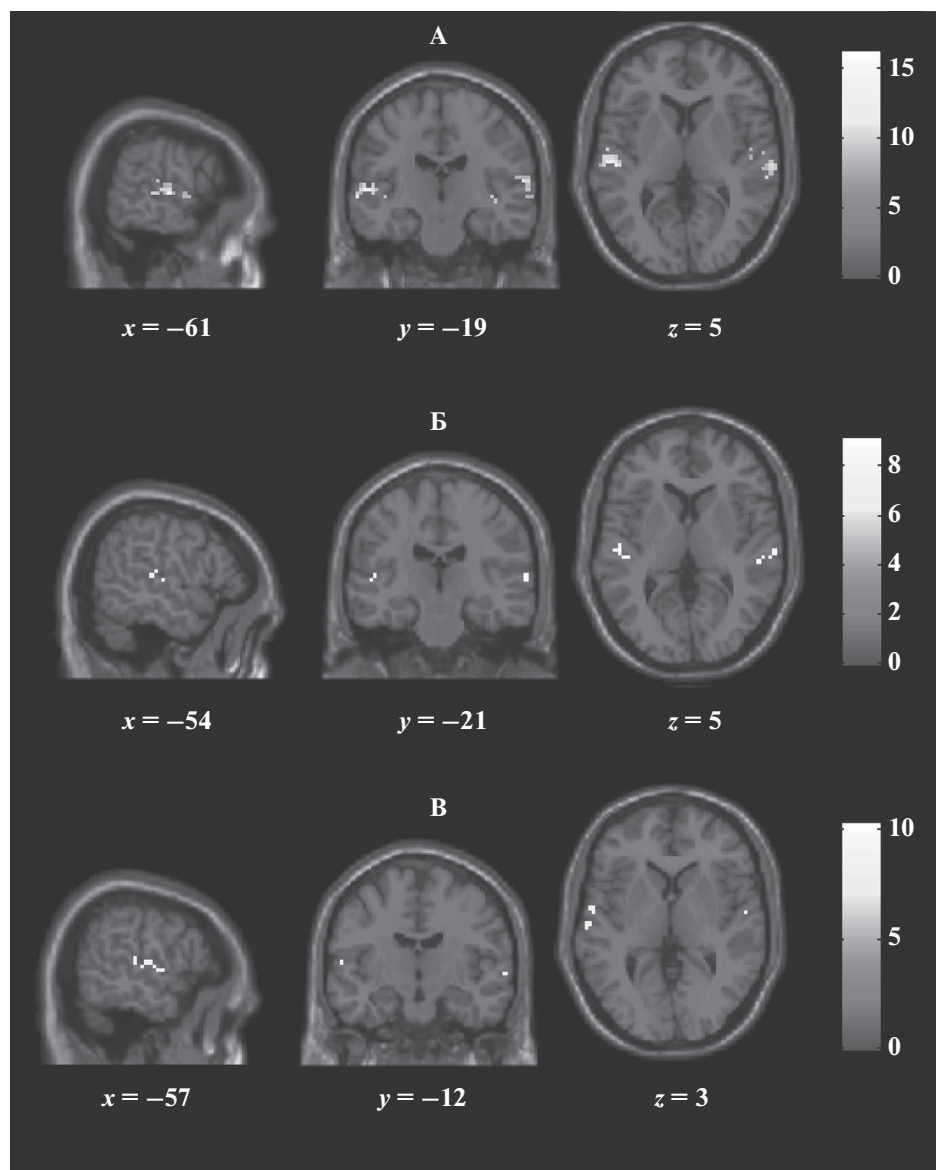 А
15
10
5
0
x = –61 y = –19 z = 5
Б
8
6
4
2
0
x = –54 y = –21 z = 5
В
10
5
0
x = –57 y = –12 z = 3